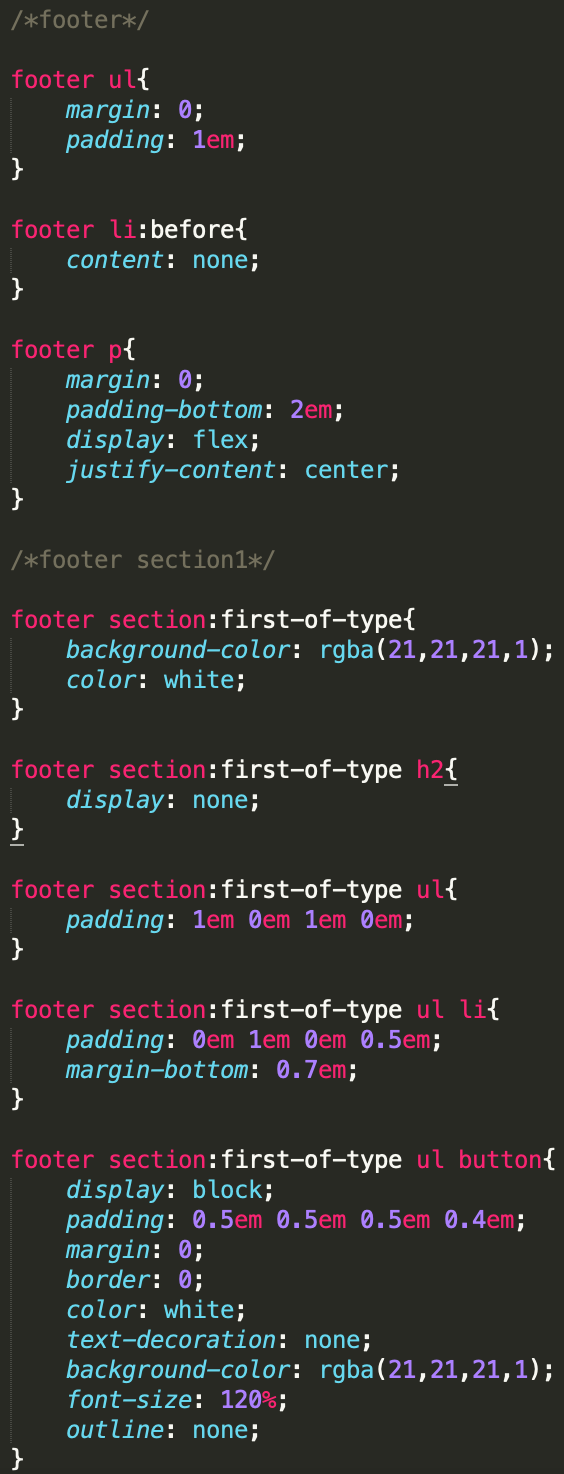 /*footer*/
footer ul{
margin: 0;
padding: 1em;
}
footer li:before{
content: none;
}
footer p{
margin: 0;
padding-bottom: 2em;
display: flex;
justify-content: center;
}
/*footer section1*/
footer section:first-of-type{
background-color: rgba(21,21,21,1);
color: white;
}
footer section:first-of-type h2{
display: none;
}
footer section:first-of-type ul{
padding: 1em 0em 1em 0em;
}
footer section:first-of-type ul li{
padding: 0em 1em 0em 0.5em;
margin-bottom: 0.7em;
}
footer section:first-of-type ul button{
display: block;
padding: 0.5em 0.5em 0.5em 0.4em;
margin: 0;
border: 0;
color: white;
text-decoration: none;
background-color: rgba(21,21,21,1);
font-size: 120%;
outline: none;
}